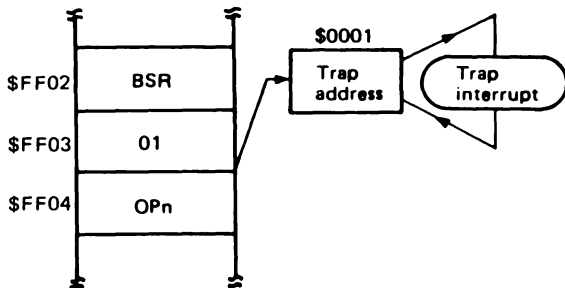 $0001
$FF02
BSR
Trap
address
Trap
interrupt
$FF03
01
$FF04
OPn